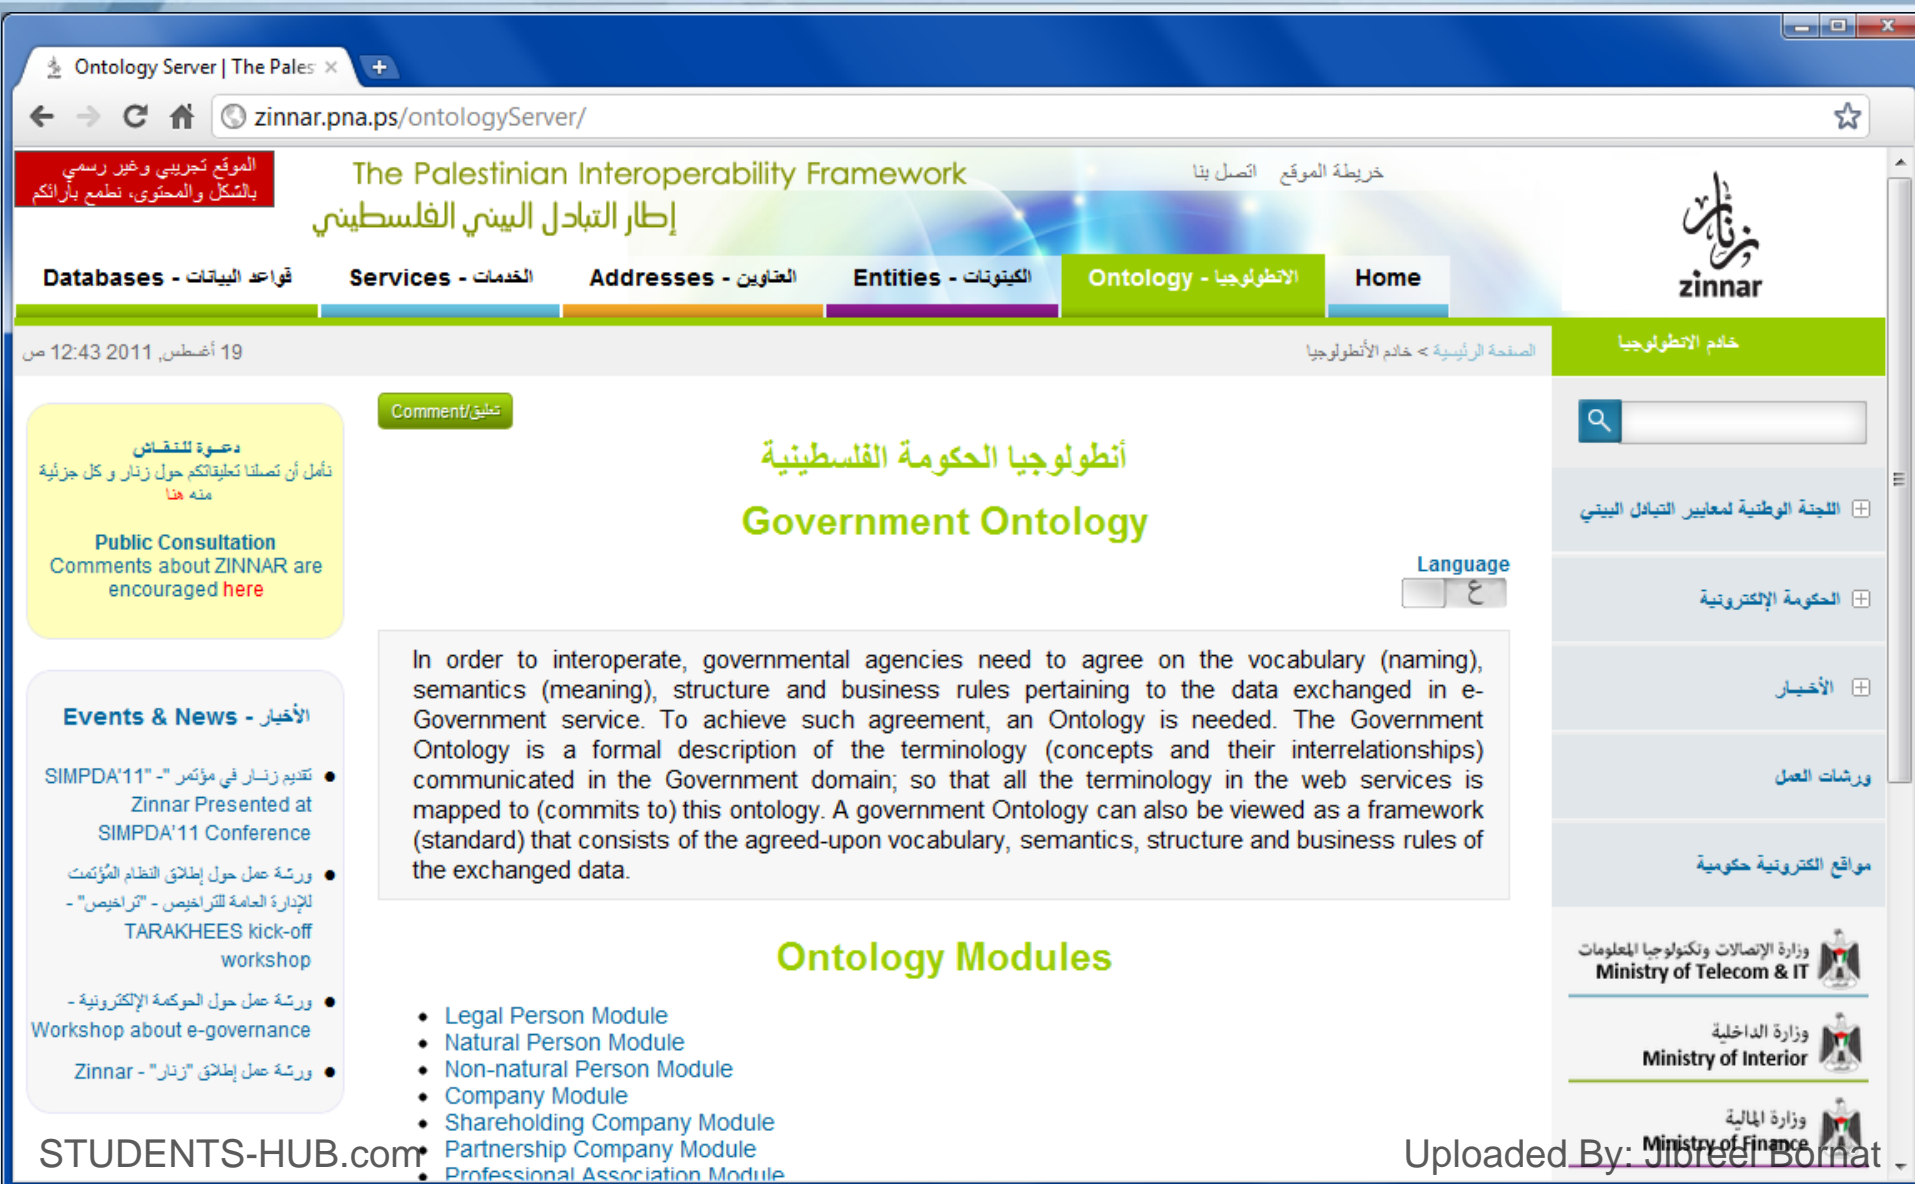 Ontology Server | The Pales
zinnar.pna.ps/ontologyServer/
الموقع تجريبي وغير رسمي
بالشكل والمحتوى، نطمع بآرائكم
The Palestinian Interoperability Framework
إطار التبادل البيني الفلسطيني
خريطة الموقع اتصل بنا
زنار
zinnar
Databases - قواعد البيانات
Services - الخدمات
Addresses - العناوين
Entities - الكينونات
Ontology - الانطولوجيا
Home
خادم الانطولوجيا
19 أغسطس, 2011 12:43 ص
الصفحة الرئيسية > خادم الأنطولوجيا
Comment/تعليق
دعـوة للنـقـاش
نأمل أن تصلنا تعليقاتكم حول زنار و كل جزئية
منه هنا
Public Consultation
Comments about ZINNAR are
encouraged here
Events & News - الأخبار
تقديم زنـار في مؤتمر "- "SIMPDA'11
Zinnar Presented at
SIMPDA'11 Conference
ورشة عمل حول إطلاق النظام المُؤتمت
للإدارة العامة للتراخيص - "تراخيص" -
TARAKHEES kick-off
workshop
ورشة عمل حول الحوكمة الإلكترونية -
Workshop about e-governance
ورشة عمل إطلاق "زنار" - Zinnar
أنطولوجيا الحكومة الفلسطينية
Government Ontology
Language
ع
In order to interoperate, governmental agencies need to agree on the vocabulary (naming),
semantics (meaning), structure and business rules pertaining to the data exchanged in e-
Government service. To achieve such agreement, an Ontology is needed. The Government
Ontology is a formal description of the terminology (concepts and their interrelationships)
communicated in the Government domain; so that all the terminology in the web services is
mapped to (commits to) this ontology. A government Ontology can also be viewed as a framework
(standard) that consists of the agreed-upon vocabulary, semantics, structure and business rules of
the exchanged data.
Ontology Modules
Legal Person Module
Natural Person Module
Non-natural Person Module
Company Module
Shareholding Company Module
Partnership Company Module
Professional Association Module
اللجنة الوطنية لمعايير التبادل البيني
الحكومة الإلكترونية
الأخبـار
ورشات العمل
مواقع الكترونية حكومية
وزارة الإتصالات وتكنولوجيا المعلومات
Ministry of Telecom & IT
وزارة الداخلية
Ministry of Interior
وزارة المالية
Ministry of Finance
STUDENTS-HUB.com
Uploaded By: Jibreel Bornat